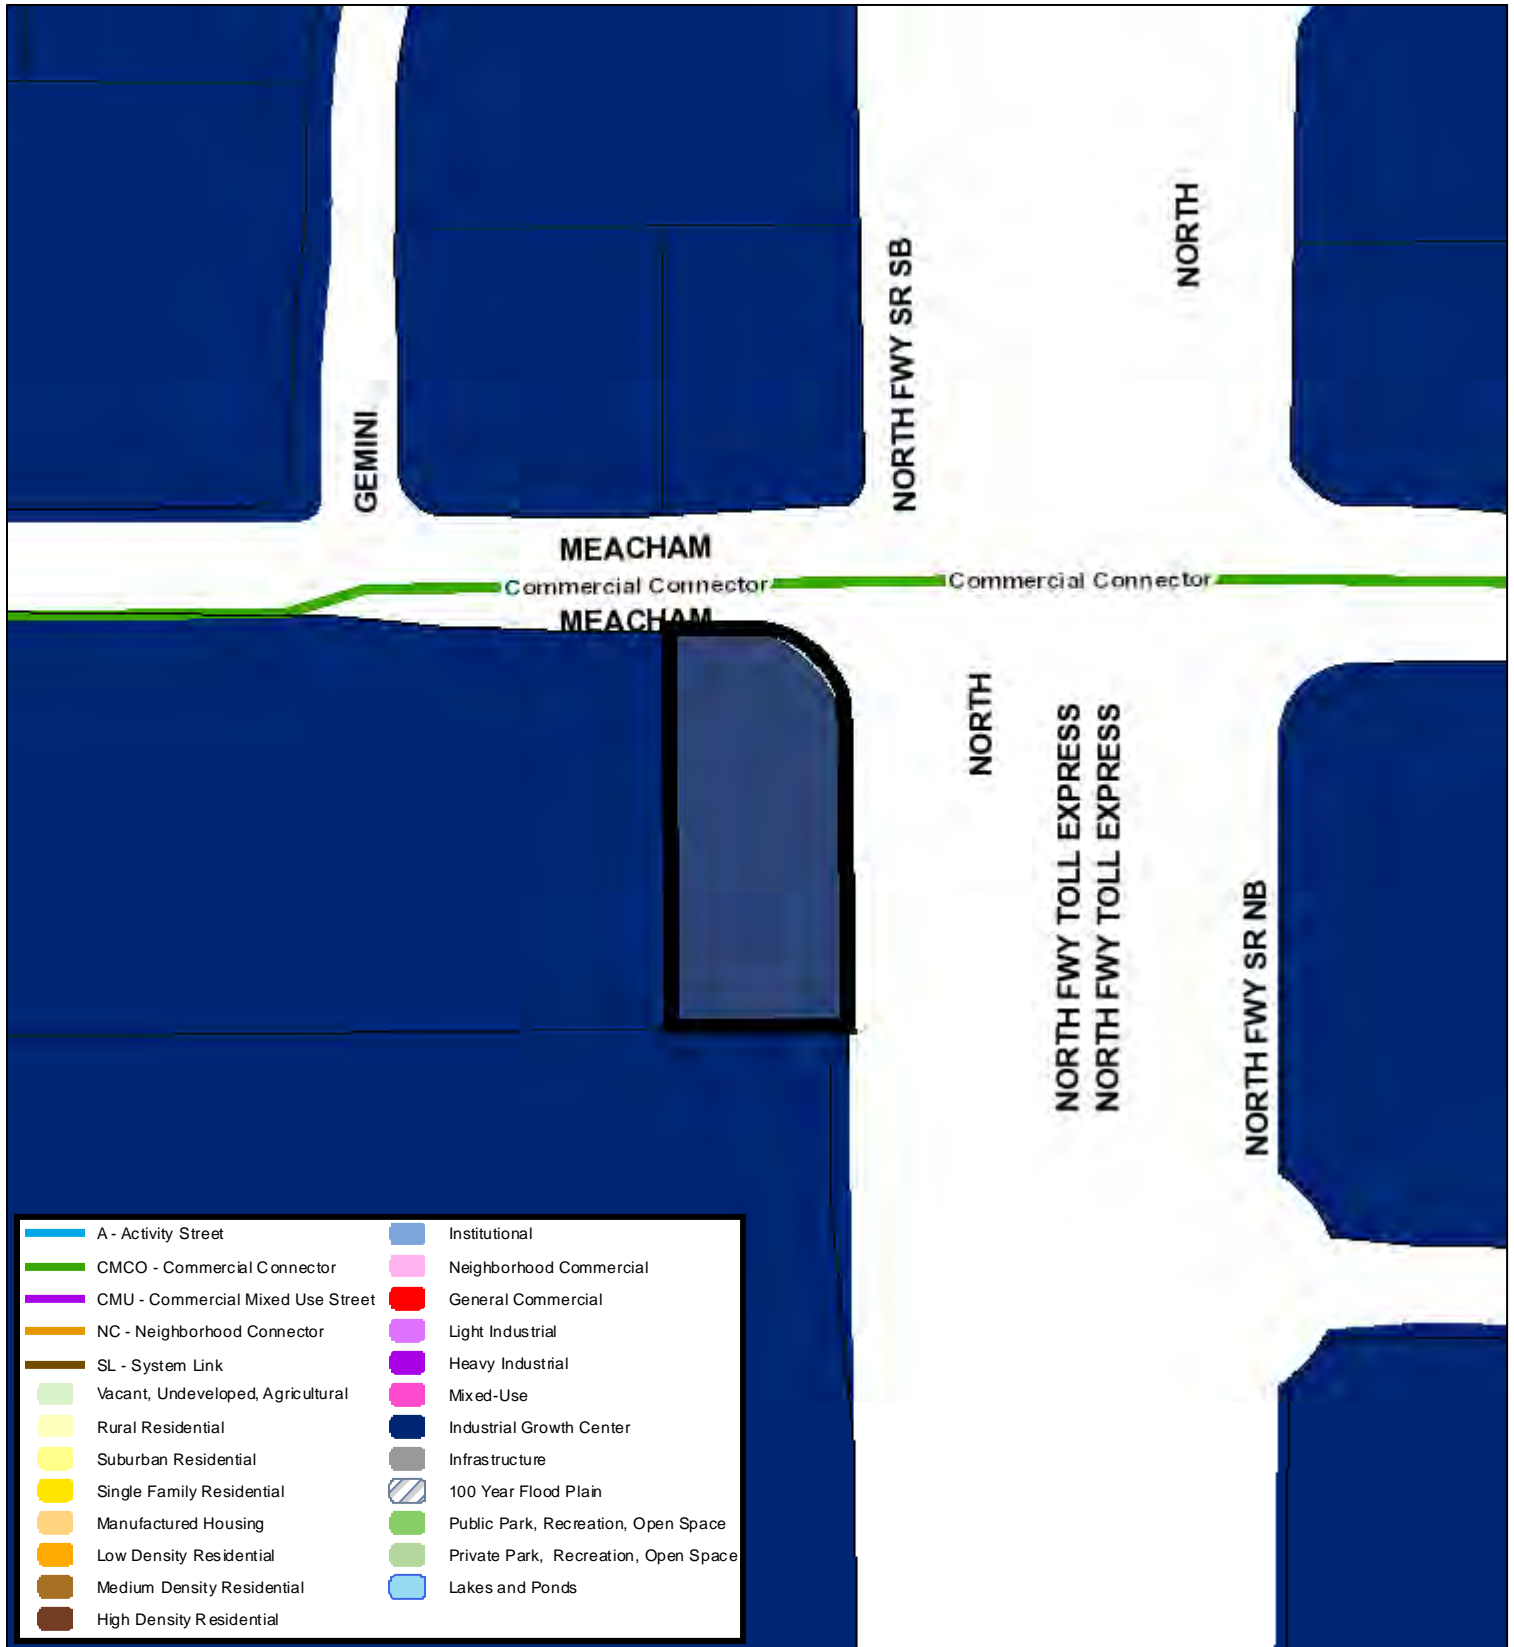 NORTH
NORTH FWY SR SB
GEMINI
MEACHAM
Commercial Connector
Commercial Connector
MEACHAM
NORTH
NORTH FWY TOLL EXPRESS
NORTH FWY TOLL EXPRESS
NORTH FWY SR NB
A - Activity Street
CMCO - Commercial Connector
CMU - Commercial Mixed Use Street
NC - Neighborhood Connector
SL - System Link
Vacant, Undeveloped, Agricultural
Rural Residential
Suburban Residential
Single Family Residential
Manufactured Housing
Low Density Residential
Medium Density Residential
High Density Residential
Institutional
Neighborhood Commercial
General Commercial
Light Industrial
Heavy Industrial
Mixed-Use
Industrial Growth Center
Infrastructure
100 Year Flood Plain
Public Park, Recreation, Open Space
Private Park, Recreation, Open Space
Lakes and Ponds